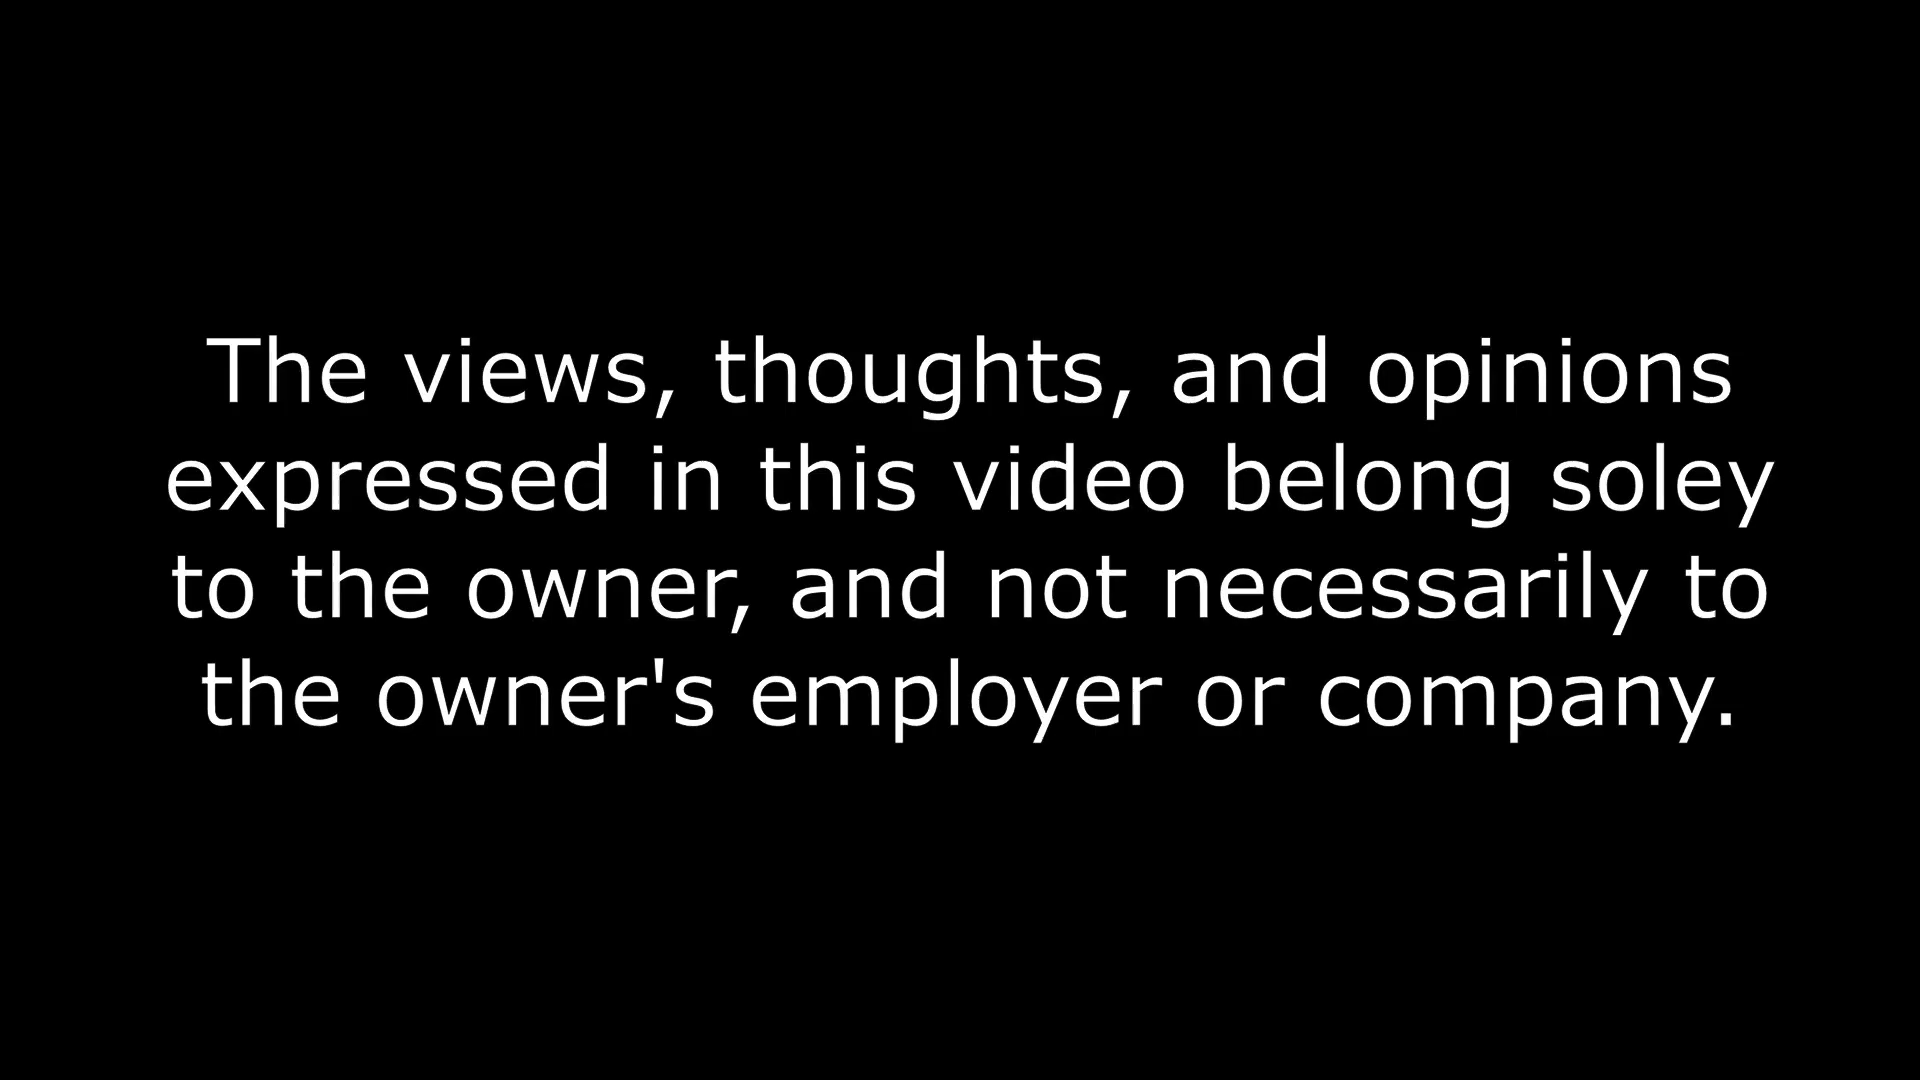 The views, thoughts, and opinions
expressed in this video belong soley
to the owner, and not necessarily to
the owner's employer or company.